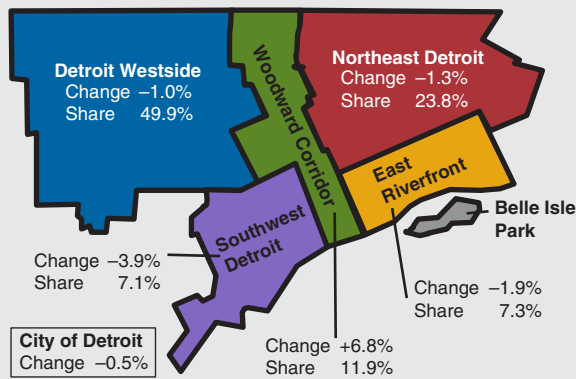 Detroit Westside
Change –1.0%
Share 49.9%
Woodward Corridor
Northeast Detroit
Change –1.3%
Share 23.8%
East
Riverfront
Belle Isle
Park
Southwest
Detroit
Change –3.9%
Share 7.1%
Change –1.9%
Share 7.3%
City of Detroit
Change –0.5%
Change +6.8%
Share 11.9%